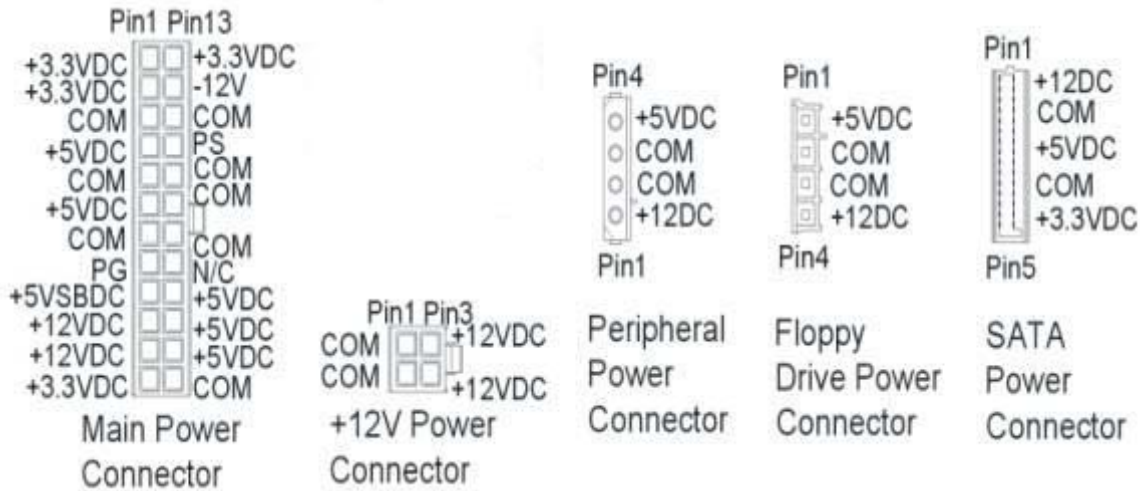 Pin1 Pin13
+3.3VDC +3.3VDC
+3.3VDC -12V
COM COM
+5VDC PS
COM COM
+5VDC COM
COM COM
PG N/C
+5VSBDC +5VDC
+12VDC +5VDC
+12VDC +5VDC
+3.3VDC COM
Main Power
Connector
Pin1 Pin3
COM +12VDC
COM +12VDC
+12V Power
Connector
Pin4
+5VDC
COM
COM
+12DC
Pin1
Peripheral
Power
Connector
Pin1
+5VDC
COM
COM
+12DC
Pin4
Floppy
Drive Power
Connector
Pin1
+12DC
COM
+5VDC
COM
+3.3VDC
Pin5
SATA
Power
Connector